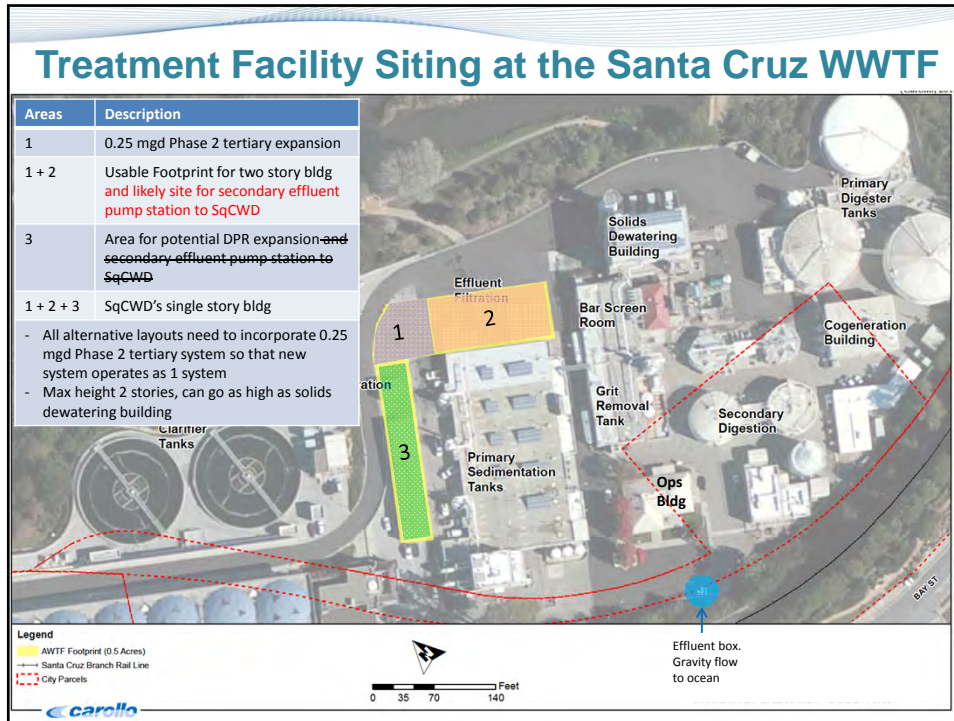 Treatment Facility Siting at the Santa Cruz WWTF
Areas Description
1 0.25 mgd Phase 2 tertiary expansion
1 + 2 Usable Footprint for two story bldg
and likely site for secondary effluent
pump station to SqCWD
3 Area for potential DPR expansion and
secondary effluent pump station to
SqCWD
1 + 2 + 3 SqCWD's single story bldg
- All alternative layouts need to incorporate 0.25
mgd Phase 2 tertiary system so that new
system operates as 1 system
- Max height 2 stories, can go as high as solids
dewatering building
Primary
Digester
Tanks
Solids
Dewatering
Building
Effluent
Filtration
Bar Screen
Room
1
2
Cogeneration
Building
Grit
Removal
Tank
Secondary
Digestion
Clarifier
Tanks
3
Primary
Sedimentation
Tanks
Ops
Bldg
BAY ST
Legend
AWTF Footprint (0.5 Acres)
Santa Cruz Branch Rail Line
City Parcels
N
Feet
0 35 70 140
Effluent box.
Gravity flow
to ocean
carollo